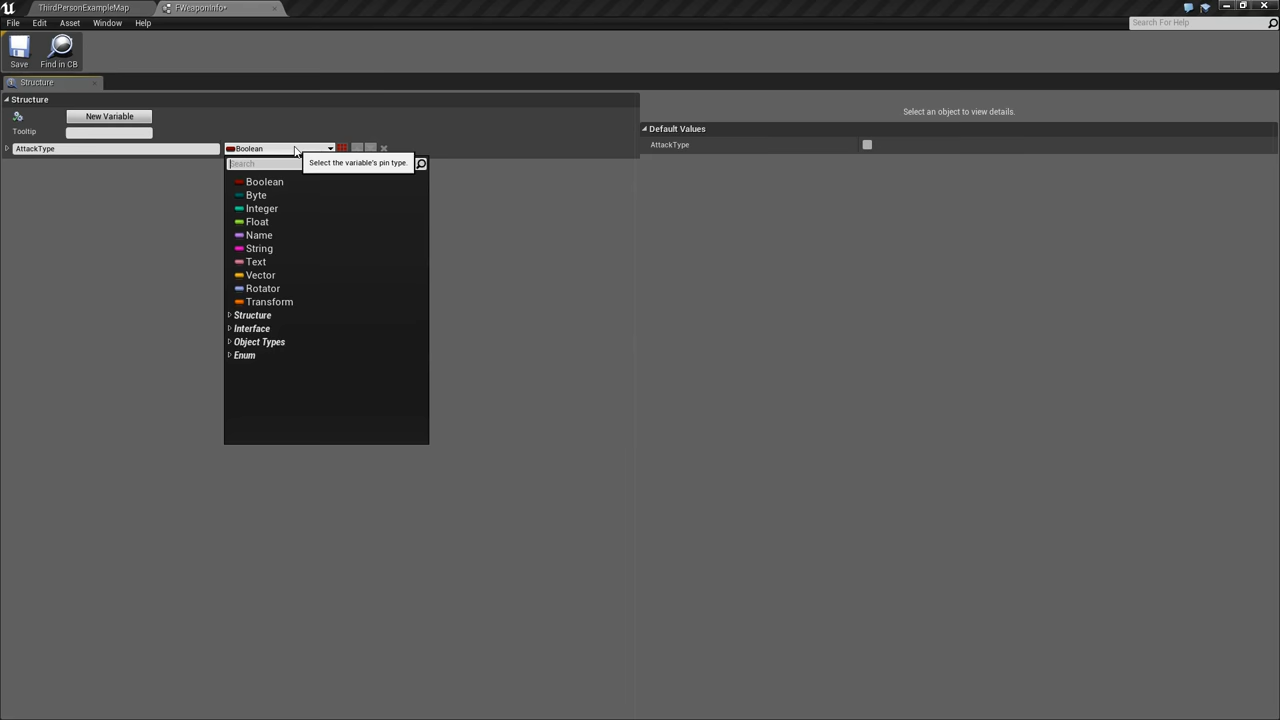 ThirdPersonExampleMap
FWeaponInfo*
File Edit Asset Window Help
Search For Help
Save
Find in CB
Structure
Structure
New Variable
Tooltip
AttackType
Boolean
Search
Select the variable's pin type.
Boolean
Byte
Integer
Float
Name
String
Text
Vector
Rotator
Transform
Structure
Interface
Object Types
Enum
Select an object to view details.
Default Values
AttackType